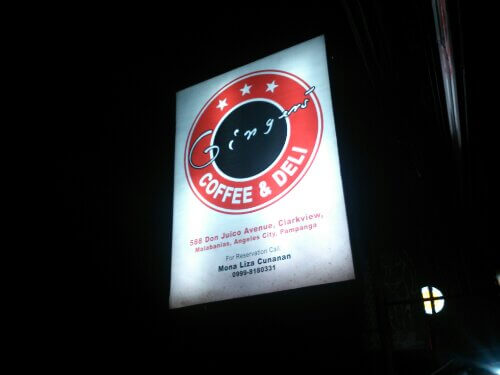 Gingers'
COFFEE & DELI
588 Don Juico Avenue, Clarkview,
Malabanias, Angeles City, Pampanga
For Reservation Call:
Mona Liza Cunanan
0999-8180331